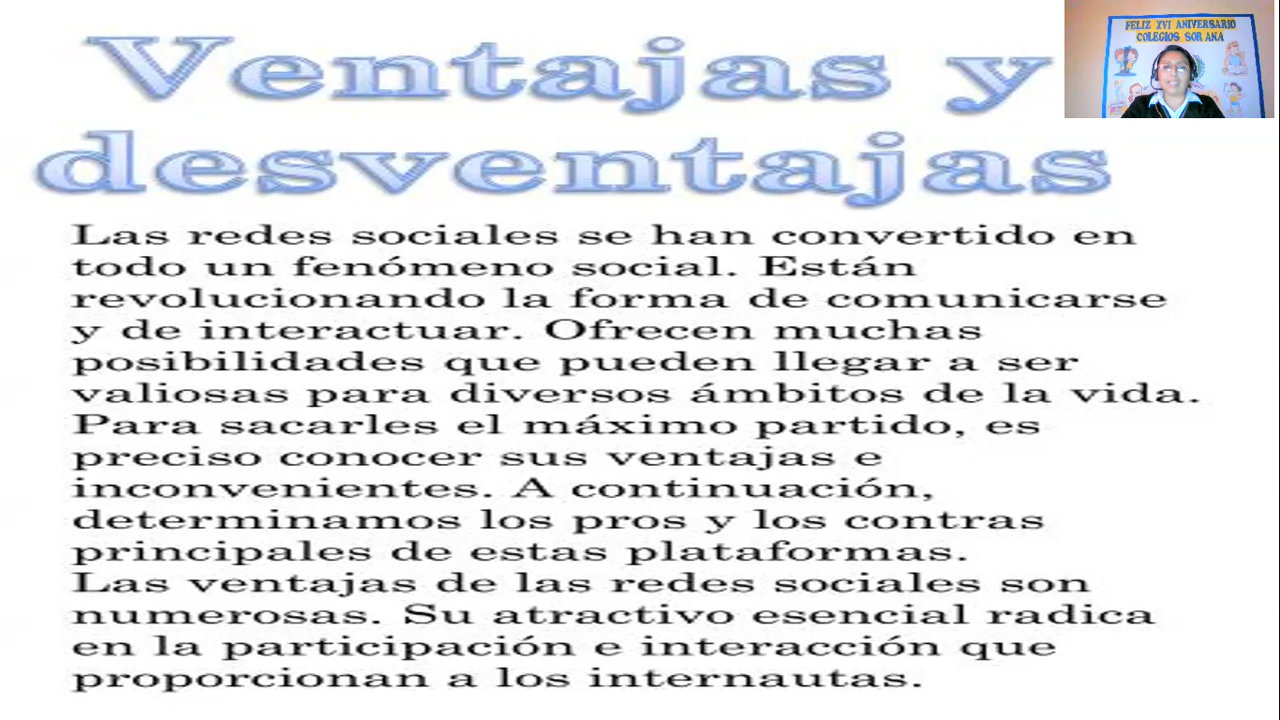 Ventajas y
desventajas
FELIZ XVI ANIVERSARIO
COLEGIOS SOR ANA
Las redes sociales se han convertido en
todo un fenómeno social. Están
revolucionando la forma de comunicarse
y de interactuar. Ofrecen muchas
posibilidades que pueden llegar a ser
valiosas para diversos ámbitos de la vida.
Para sacarles el máximo partido, es
preciso conocer sus ventajas e
inconvenientes. A continuación,
determinamos los pros y los contras
principales de estas plataformas.
Las ventajas de las redes sociales son
numerosas. Su atractivo esencial radica
en la participación e interacción que
proporcionan a los internautas.